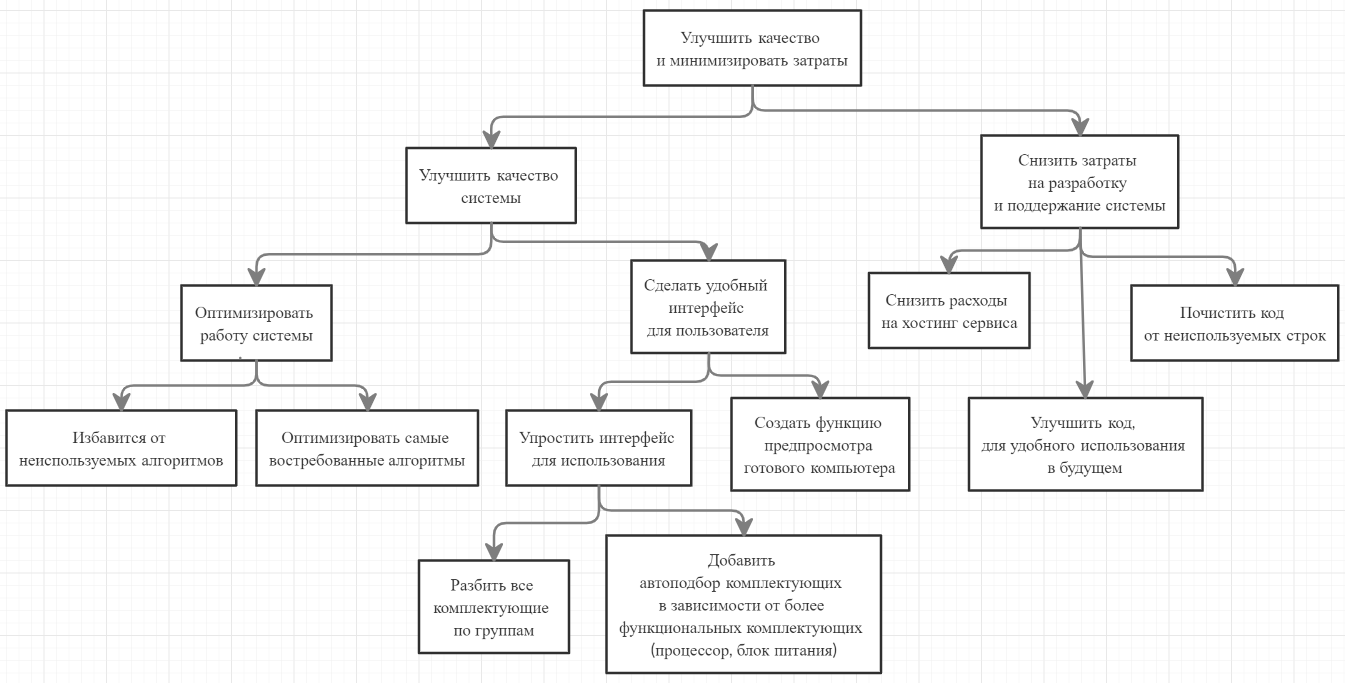 Улучшить качество
и минимизировать затраты
Улучшить качество
системы
Снизить затраты
на разработку
и поддержание системы
Оптимизировать
работу системы
Сделать удобный
интерфейс
для пользователя
Снизить расходы
на хостинг сервиса
Почистить код
от неиспользуемых строк
Избавится от
неиспользуемых алгоритмов
Оптимизировать самые
востребованные алгоритмы
Упростить интерфейс
для использования
Создать функцию
предпросмотра
готового компьютера
Улучшить код,
для удобного использования
в будущем
Разбить все
комплектующие
по группам
Добавить
автоподбор комплектующих
в зависимости от более
функциональных комплектующих
(процессор, блок питания)